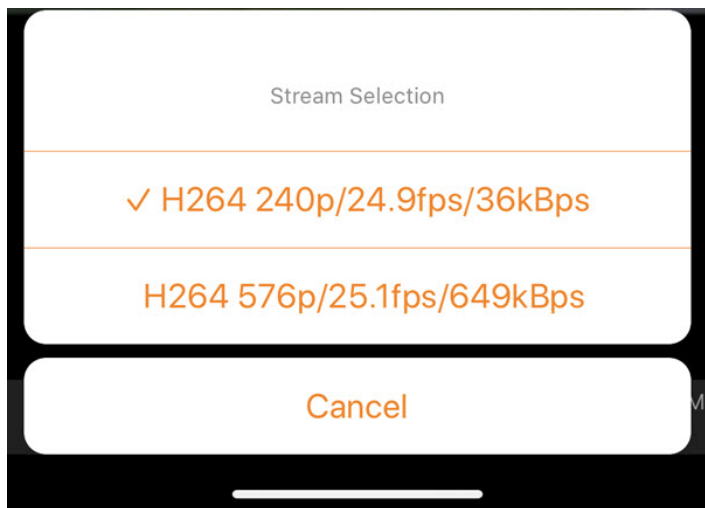 Stream Selection
✓ H264 240p/24.9fps/36kBps
H264 576p/25.1fps/649kBps
Cancel
M